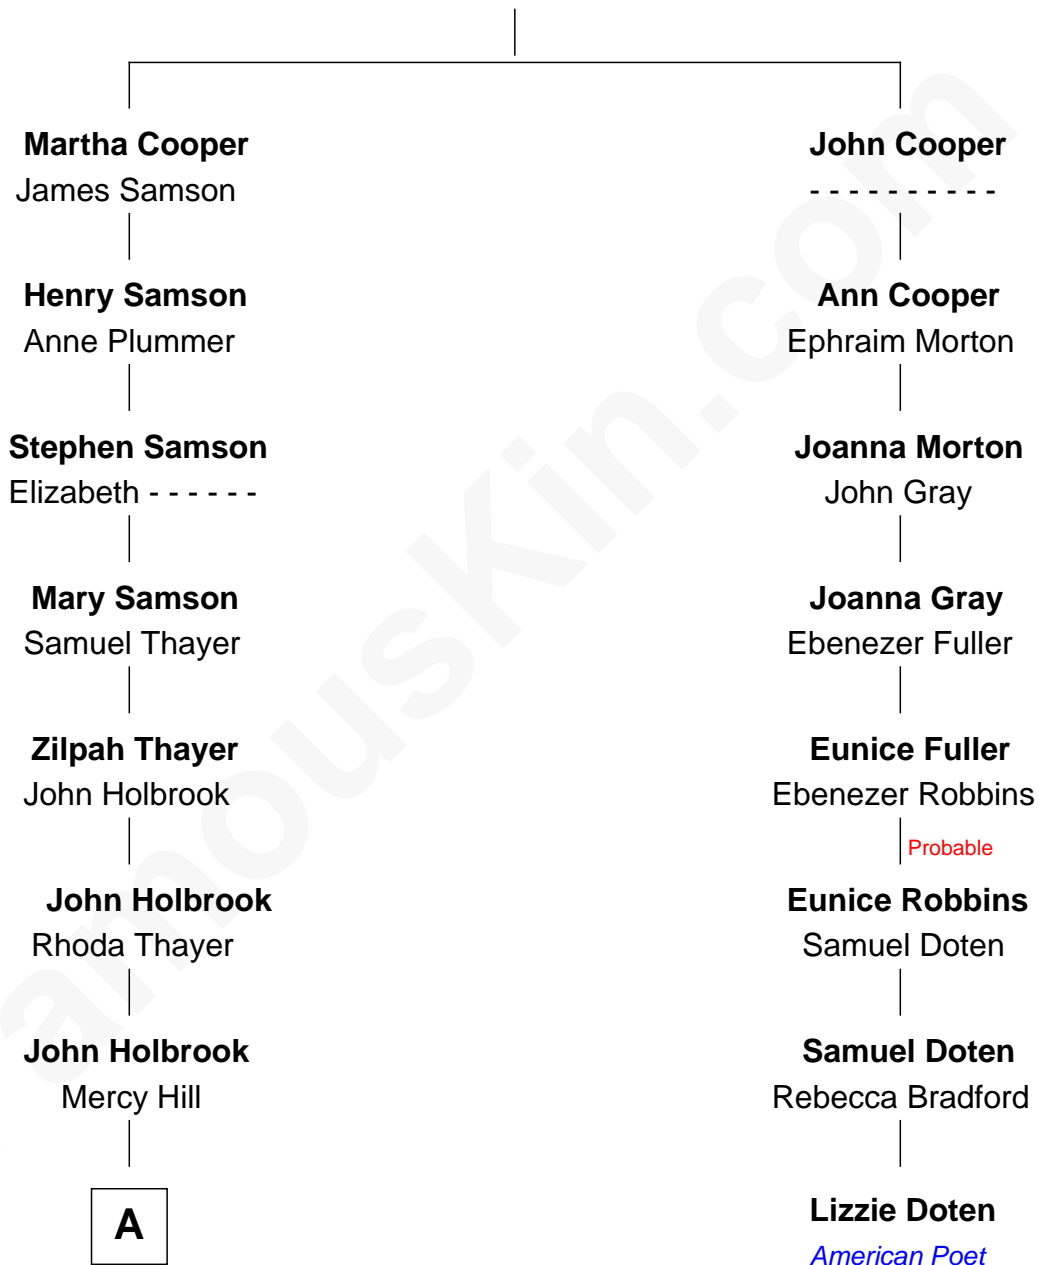 Martha Cooper
James Samson
Henry Samson
Anne Plummer
Stephen Samson
Elizabeth - - - - - -
Mary Samson
Samuel Thayer
Zilpah Thayer
John Holbrook
John Holbrook
Rhoda Thayer
John Holbrook
Mercy Hill
A
John Cooper
- - - - - - - - - -
Ann Cooper
Ephraim Morton
Joanna Morton
John Gray
Joanna Gray
Ebenezer Fuller
Eunice Fuller
Ebenezer Robbins
Probable
Eunice Robbins
Samuel Doten
Samuel Doten
Rebecca Bradford
Lizzie Doten
American Poet
amouskin.com